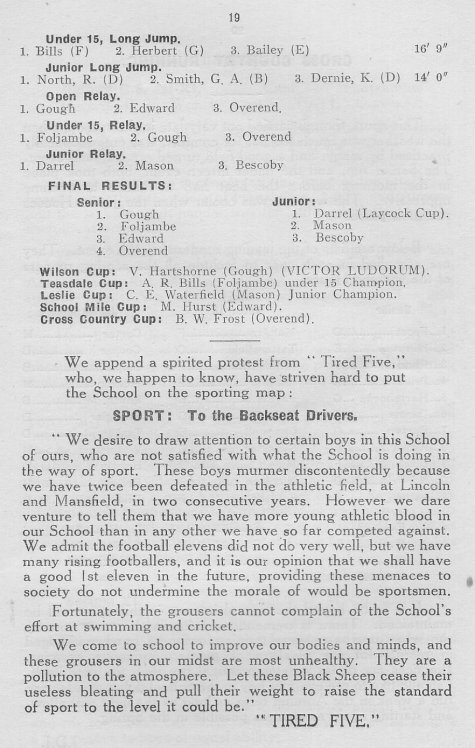 19
Under 15, Long Jump.
1. Bills (F) 2. Herbert (G) 3. Bailey (E) 16′ 9″
Junior Long Jump.
1. North, R. (D) 2. Smith, G. A. (B) 3. Dernie, K. (D) 14′ 0″
Open Relay.
1. Gough 2. Edward 3. Overend.
Under 15, Relay.
1. Foljambe 2. Gough 3. Overend
Junior Relay.
1. Darrel 2. Mason 3. Bescoby
FINAL RESULTS:
Senior: Junior:
1. Gough 1. Darrel (Laycock Cup).
2. Foljambe 2. Mason
3. Edward 3. Bescoby
4. Overend
Wilson Cup: V. Hartshorne (Gough) (VICTOR LUDORUM).
Teasdale Cup: A. R. Bills (Foljambe) under 15 Champion.
Leslie Cup: C. E. Waterfield (Mason) Junior Champion.
School Mile Cup: M. Hurst (Edward).
Cross Country Cup: B. W. Frost (Overend).
We append a spirited protest from “Tired Five,”
who, we happen to know, have striven hard to put
the School on the sporting map:
SPORT: To the Backseat Drivers.
“We desire to draw attention to certain boys in this School
of ours, who are not satisfied with what the School is doing in
the way of sport. These boys murmer discontentedly because
we have twice been defeated in the athletic field, at Lincoln
and Mansfield, in two consecutive years. However we dare
venture to tell them that we have more young athletic blood in
our School than in any other we have so far competed against.
We admit the football elevens did not do very well, but we have
many rising footballers, and it is our opinion that we shall have
a good 1st eleven in the future, providing these menaces to
society do not undermine the morale of would be sportsmen.
Fortunately, the grousers cannot complain of the School's
effort at swimming and cricket.
We come to school to improve our bodies and minds, and
these grousers in our midst are most unhealthy. They are a
pollution to the atmosphere. Let these Black Sheep cease their
useless bleating and pull their weight to raise the standard
of sport to the level it could be.”
“TIRED FIVE.”